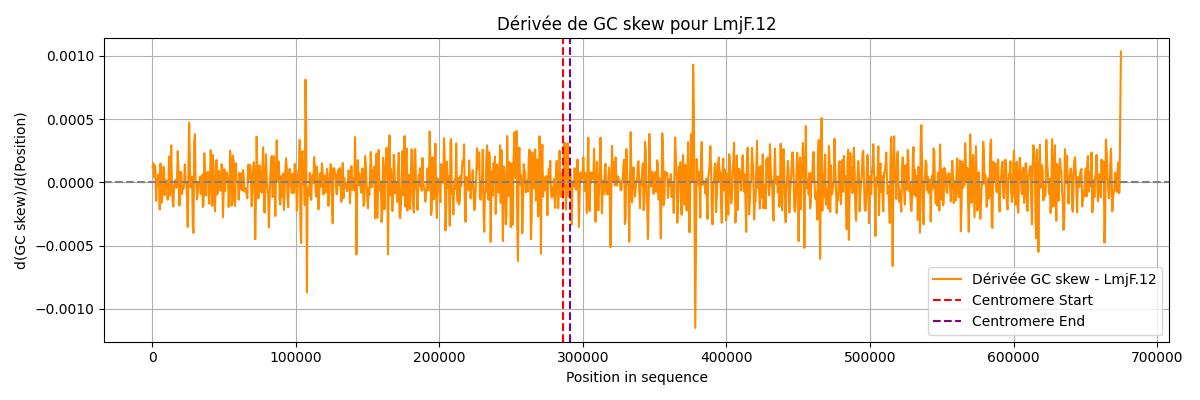 Dérivée de GC skew pour LmjF.12
d(GC skew)/d(Position)
0.0010
0.0005
0.0000
−0.0005
−0.0010
Dérivée GC skew - LmjF.12
Centromere Start
Centromere End
0 100000 200000 300000 400000 500000 600000 700000
Position in sequence